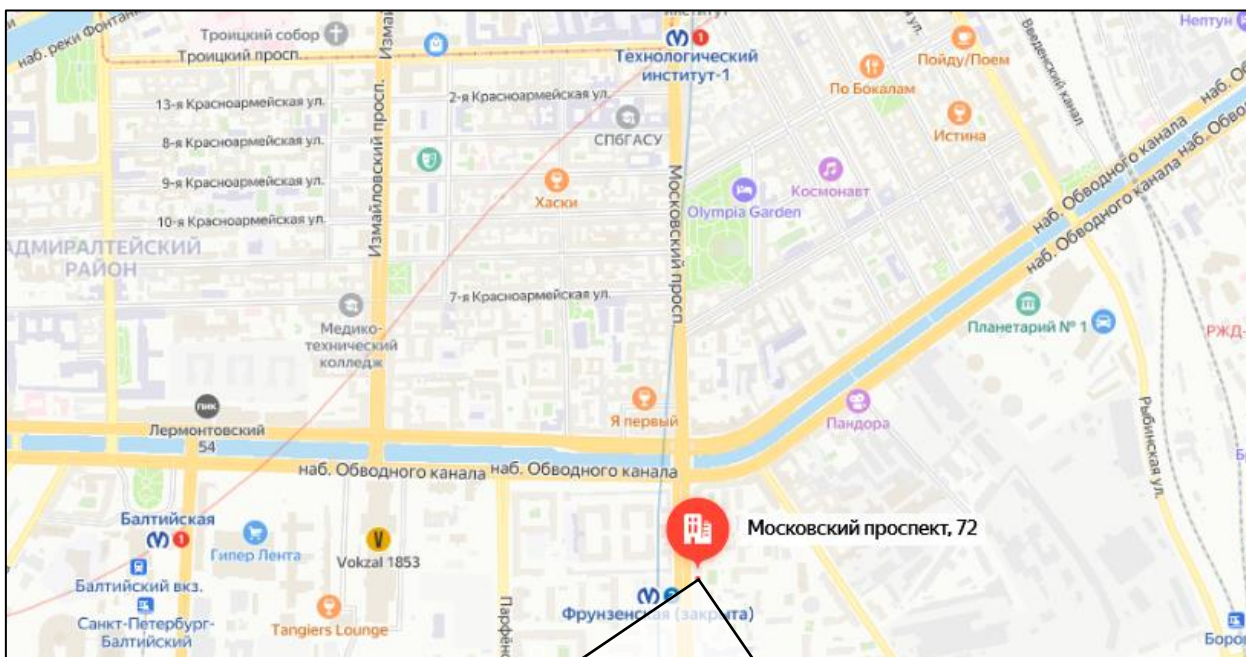 наб. реки Фонтанки
Троицкий собор
Троицкий просп.
Технологический
институт-1
1
Пойду/Поем
По Бокалам
Истина
Введенский канал
Нептун
13-я Красноармейская ул.
2-я Красноармейская ул.
СПбГАСУ
8-я Красноармейская ул.
9-я Красноармейская ул.
10-я Красноармейская ул.
Измайловский просп.
Хаски
Московский просп.
Olympia Garden
Космонавт
наб. Обводного канала
наб. Обводного канала
АДМИРАЛТЕЙСКИЙ
РАЙОН
7-я Красноармейская ул.
Медико-
технический
колледж
Планетарий № 1
РЖД-
ПИК
Лермонтовский
54
Я первый
Пандора
Рыбинская ул.
наб. Обводного канала
наб. Обводного канала
Балтийская
1
Гипер Лента
V
Vokzal 1853
Московский проспект, 72
Балтийский вкз.
Санкт-Петербург-
Балтийский
Tangiers Lounge
Парфёно
Фрунзенская (закрыта)
Боро